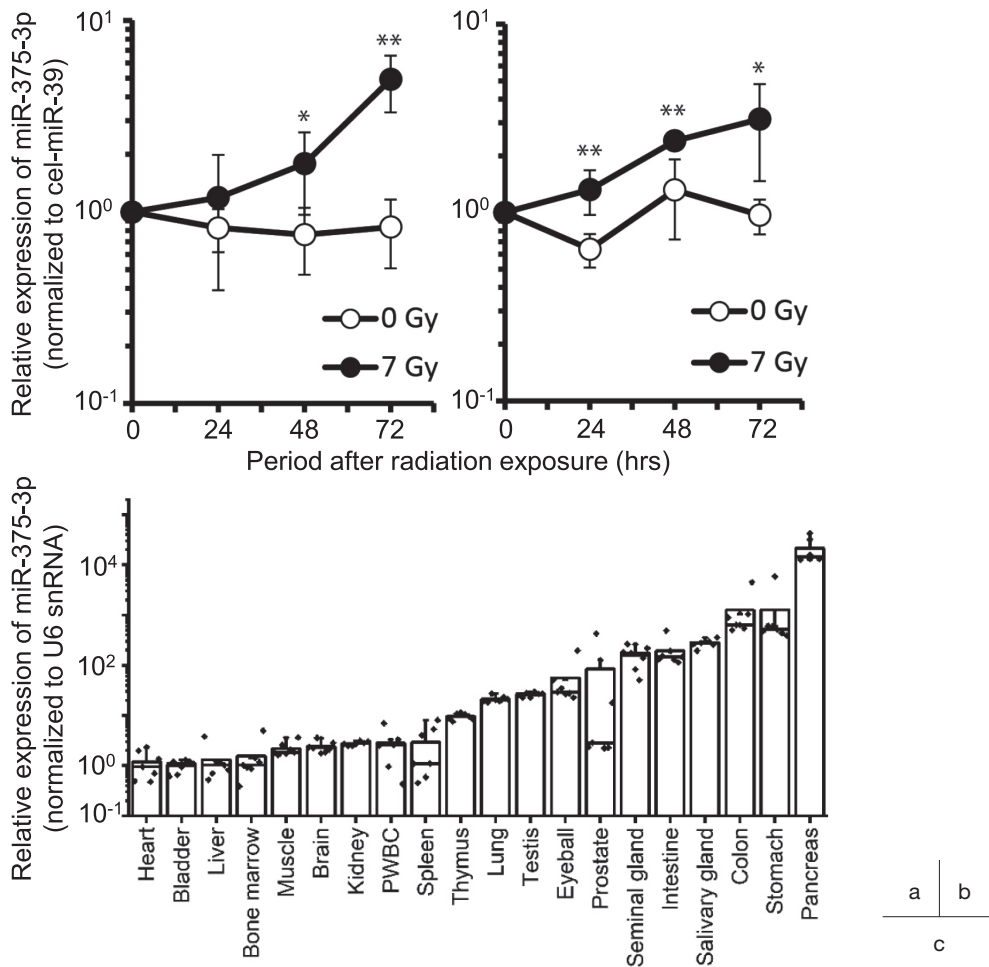 Relative expression of miR-375-3p
(normalized to cel-miR-39)
10¹
10⁰
10⁻¹
**
*
0 Gy
7 Gy
0 24 48 72
10¹
10⁰
10⁻¹
*
**
**
0 Gy
7 Gy
0 24 48 72
Period after radiation exposure (hrs)
Relative expression of miR-375-3p
(normalized to U6 snRNA)
10⁴
10²
10⁰
10⁻¹
Heart
Bladder
Liver
Bone marrow
Muscle
Brain
Kidney
PWBC
Spleen
Thymus
Lung
Testis
Eyeball
Prostate
Seminal gland
Intestine
Salivary gland
Colon
Stomach
Pancreas
a b
c